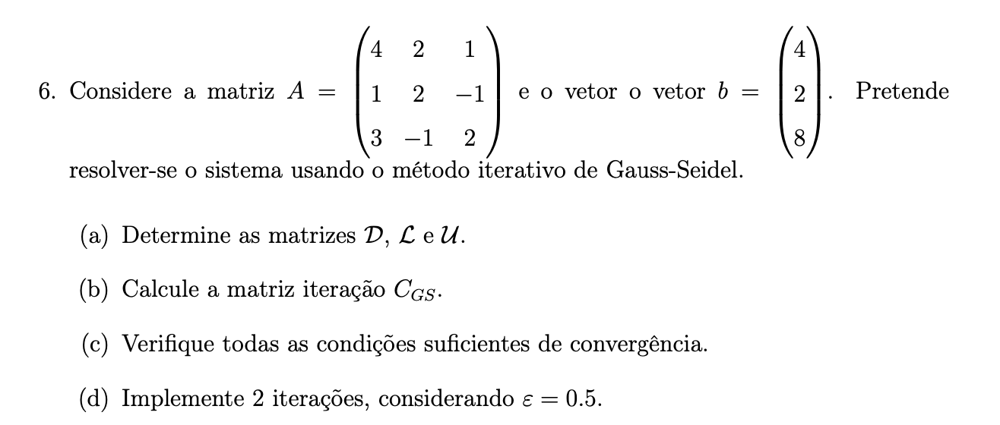 6. Considere a matriz A = \begin{pmatrix} 4 & 2 & 1 \\ 1 & 2 & -1 \\ 3 & -1 & 2 \end{pmatrix} e o vetor o vetor b = \begin{pmatrix} 4 \\ 2 \\ 8 \end{pmatrix}. Pretende
resolver-se o sistema usando o método iterativo de Gauss-Seidel.
(a) Determine as matrizes \mathcal{D}, \mathcal{L} e \mathcal{U}.
(b) Calcule a matriz iteração C_{GS}.
(c) Verifique todas as condições suficientes de convergência.
(d) Implemente 2 iterações, considerando ε = 0.5.